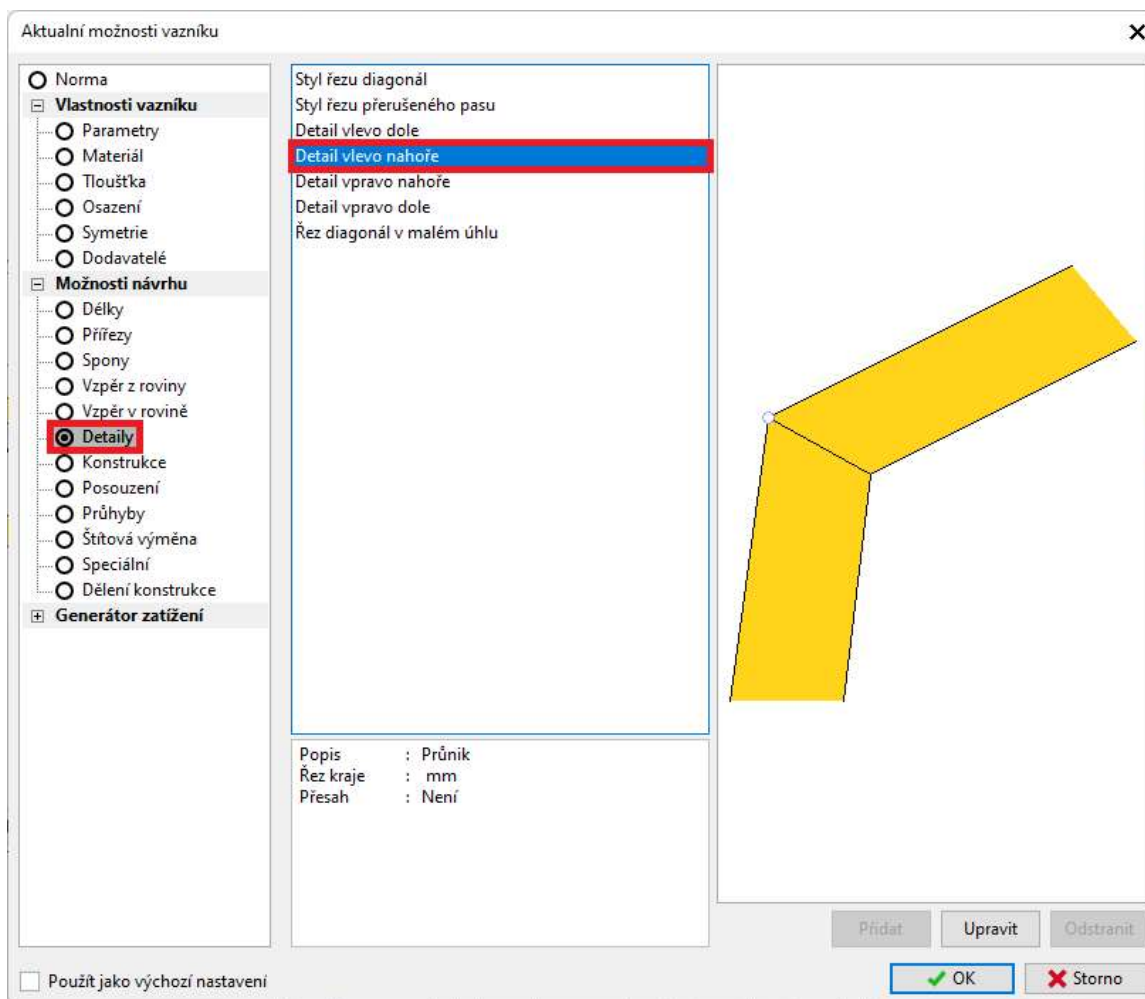 Aktualní možnosti vazníku
Norma
Vlastnosti vazníku
Parametry
Materiál
Tloušťka
Osazení
Symetrie
Dodavatelé
Možnosti návrhu
Délky
Přířezy
Spony
Vzpěr z roviny
Vzpěr v rovině
Detaily
Konstrukce
Posouzení
Průhyby
Štítová výměna
Speciální
Dělení konstrukce
Generátor zatížení
Styl řezu diagonál
Styl řezu přerušeného pasu
Detail vlevo dole
Detail vlevo nahoře
Detail vpravo nahoře
Detail vpravo dole
Řez diagonál v malém úhlu
Popis : Průnik
Řez kraje : mm
Přesah : Není
Přidat Upravit Odstranit
Použít jako výchozí nastavení
OK Storno